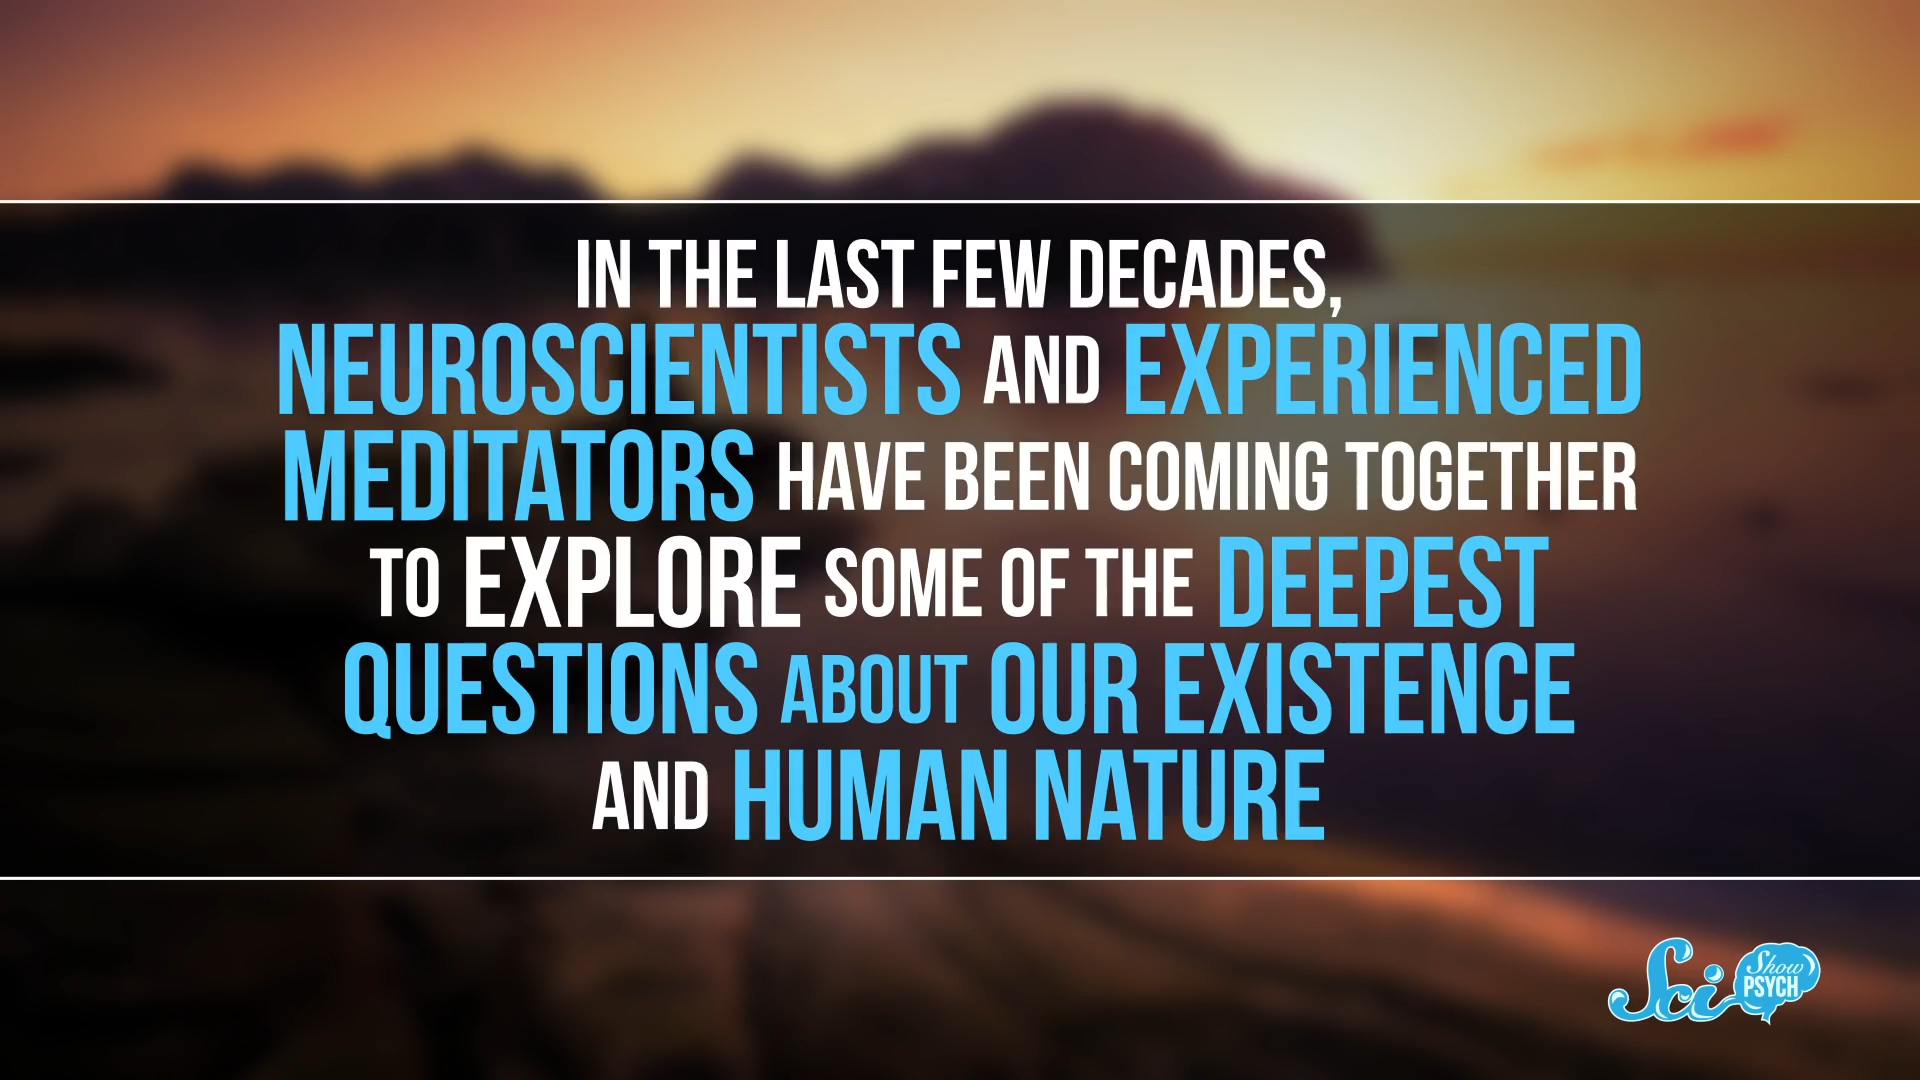 IN THE LAST FEW DECADES,
NEUROSCIENTISTS AND EXPERIENCED
MEDITATORS HAVE BEEN COMING TOGETHER
TO EXPLORE SOME OF THE DEEPEST
QUESTIONS ABOUT OUR EXISTENCE
AND HUMAN NATURE
Sci Show
PSYCH